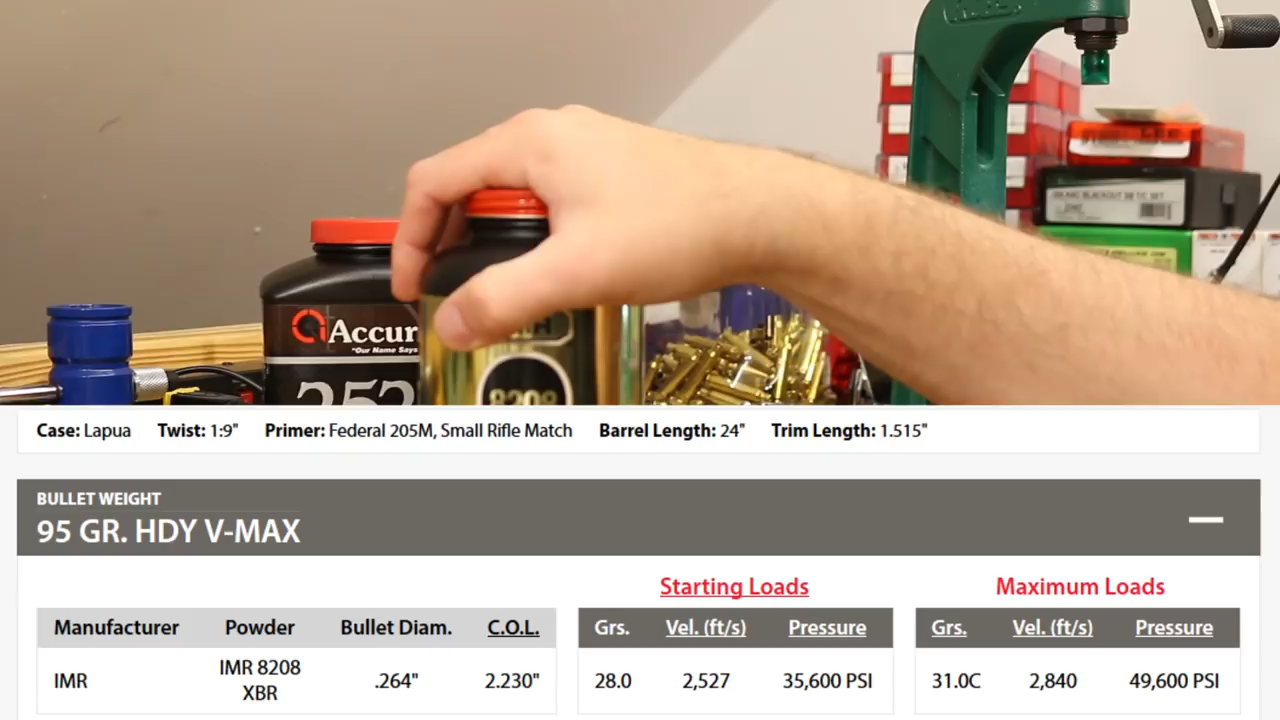 Accur
"Our Name Says
252
8208
Case: Lapua Twist: 1:9" Primer: Federal 205M, Small Rifle Match Barrel Length: 24" Trim Length: 1.515"
BULLET WEIGHT
95 GR. HDY V-MAX
Starting Loads Maximum Loads
Manufacturer Powder Bullet Diam. C.O.L. Grs. Vel. (ft/s) Pressure Grs. Vel. (ft/s) Pressure
IMR IMR 8208 XBR .264" 2.230" 28.0 2,527 35,600 PSI 31.0C 2,840 49,600 PSI